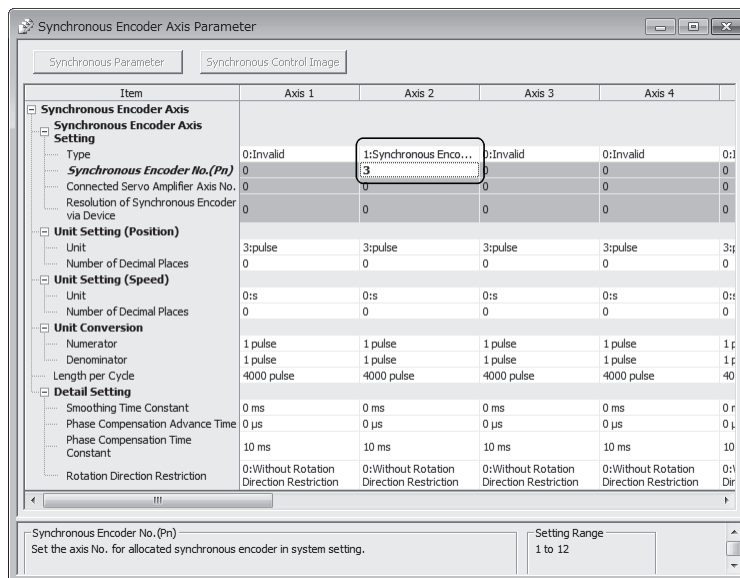 Synchronous Encoder Axis Parameter
Synchronous Parameter Synchronous Control Image
Item Axis 1 Axis 2 Axis 3 Axis 4
Synchronous Encoder Axis
Synchronous Encoder Axis
Setting
Type 0:Invalid 1:Synchronous Enco... 0:Invalid 0:Invalid
Synchronous Encoder No.(Pn) 0 3 0 0 0
Connected Servo Amplifier Axis No. 0 0 0 0 0
Resolution of Synchronous Encoder
via Device 0 0 0 0 0
Unit Setting (Position)
Unit 3:pulse 3:pulse 3:pulse 3:pulse
Number of Decimal Places 0 0 0 0 0
Unit Setting (Speed)
Unit 0:s 0:s 0:s 0:s 0:s
Number of Decimal Places 0 0 0 0 0
Unit Conversion
Numerator 1 pulse 1 pulse 1 pulse 1 pulse
Denominator 1 pulse 1 pulse 1 pulse 1 pulse
Length per Cycle 4000 pulse 4000 pulse 4000 pulse 4000 pulse
Detail Setting
Smoothing Time Constant 0 ms 0 ms 0 ms 0 ms
Phase Compensation Advance Time 0 µs 0 µs 0 µs 0 µs
Phase Compensation Time
Constant 10 ms 10 ms 10 ms 10 ms
Rotation Direction Restriction 0:Without Rotation 0:Without Rotation 0:Without Rotation 0:Without Rotation
Direction Restriction Direction Restriction Direction Restriction Direction Restriction
Synchronous Encoder No.(Pn) Setting Range
Set the axis No. for allocated synchronous encoder in system setting. 1 to 12